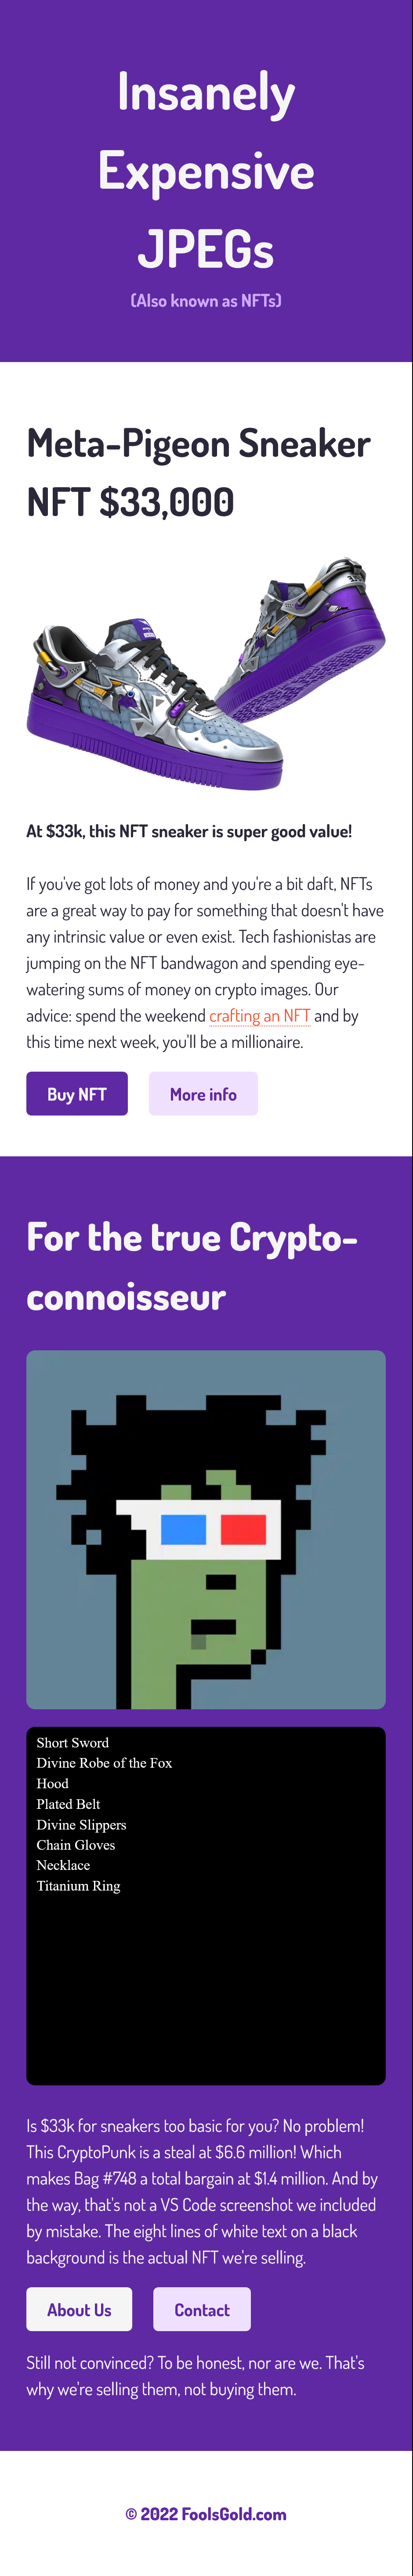 Insanely
Expensive
JPEGs
(Also known as NFTs)
Meta-Pigeon Sneaker
NFT $33,000
At $33k, this NFT sneaker is super good value!
If you've got lots of money and you're a bit daft, NFTs
are a great way to pay for something that doesn't have
any intrinsic value or even exist. Tech fashionistas are
jumping on the NFT bandwagon and spending eye-
watering sums of money on crypto images. Our
advice: spend the weekend crafting an NFT and by
this time next week, you'll be a millionaire.
Buy NFT
More info
For the true Crypto-
connoisseur
Short Sword
Divine Robe of the Fox
Hood
Plated Belt
Divine Slippers
Chain Gloves
Necklace
Titanium Ring
Is $33k for sneakers too basic for you? No problem!
This CryptoPunk is a steal at $6.6 million! Which
makes Bag #748 a total bargain at $1.4 million. And by
the way, that's not a VS Code screenshot we included
by mistake. The eight lines of white text on a black
background is the actual NFT we're selling.
About Us
Contact
Still not convinced? To be honest, nor are we. That's
why we're selling them, not buying them.
© 2022 FoolsGold.com